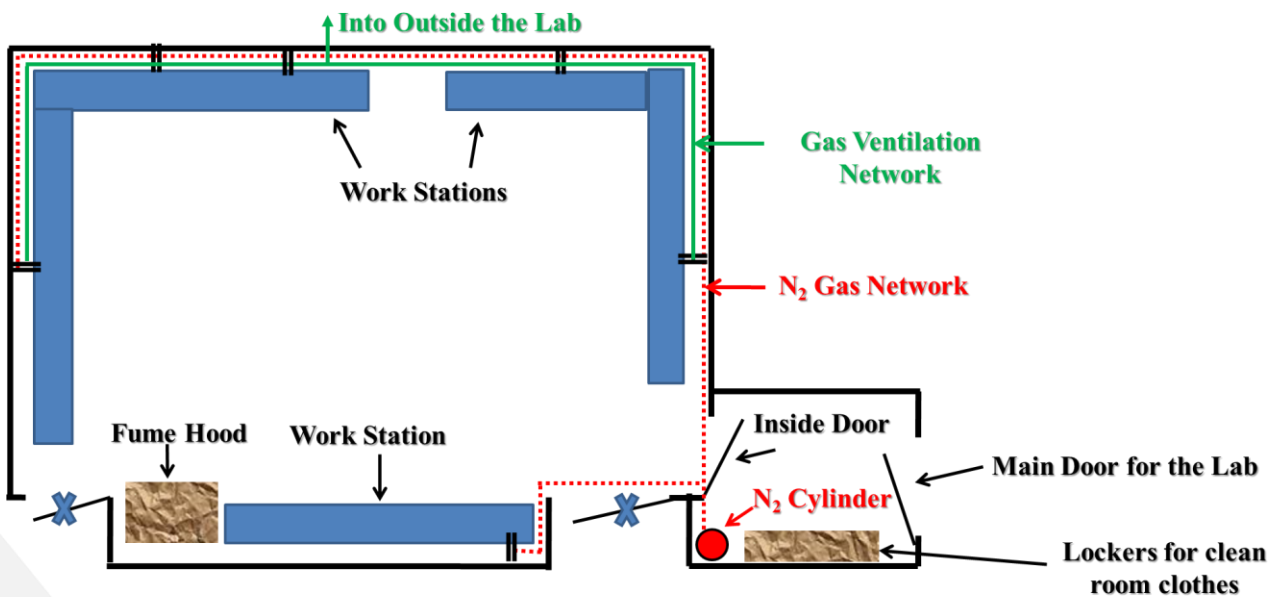 Into Outside the Lab
Gas Ventilation
Network
Work Stations
N₂ Gas Network
Fume Hood
Work Station
Inside Door
Main Door for the Lab
N₂ Cylinder
Lockers for clean
room clothes